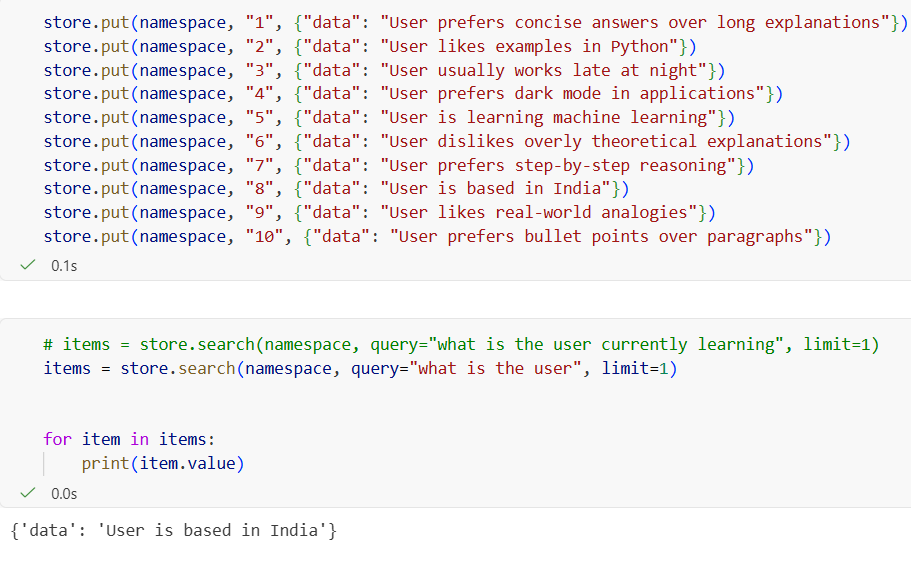 store.put(namespace, "1", {"data": "User prefers concise answers over long explanations"})
store.put(namespace, "2", {"data": "User likes examples in Python"})
store.put(namespace, "3", {"data": "User usually works late at night"})
store.put(namespace, "4", {"data": "User prefers dark mode in applications"})
store.put(namespace, "5", {"data": "User is learning machine learning"})
store.put(namespace, "6", {"data": "User dislikes overly theoretical explanations"})
store.put(namespace, "7", {"data": "User prefers step-by-step reasoning"})
store.put(namespace, "8", {"data": "User is based in India"})
store.put(namespace, "9", {"data": "User likes real-world analogies"})
store.put(namespace, "10", {"data": "User prefers bullet points over paragraphs"})
0.1s
# items = store.search(namespace, query="what is the user currently learning", limit=1)
items = store.search(namespace, query="what is the user", limit=1)
for item in items:
    print(item.value)
0.0s
{'data': 'User is based in India'}